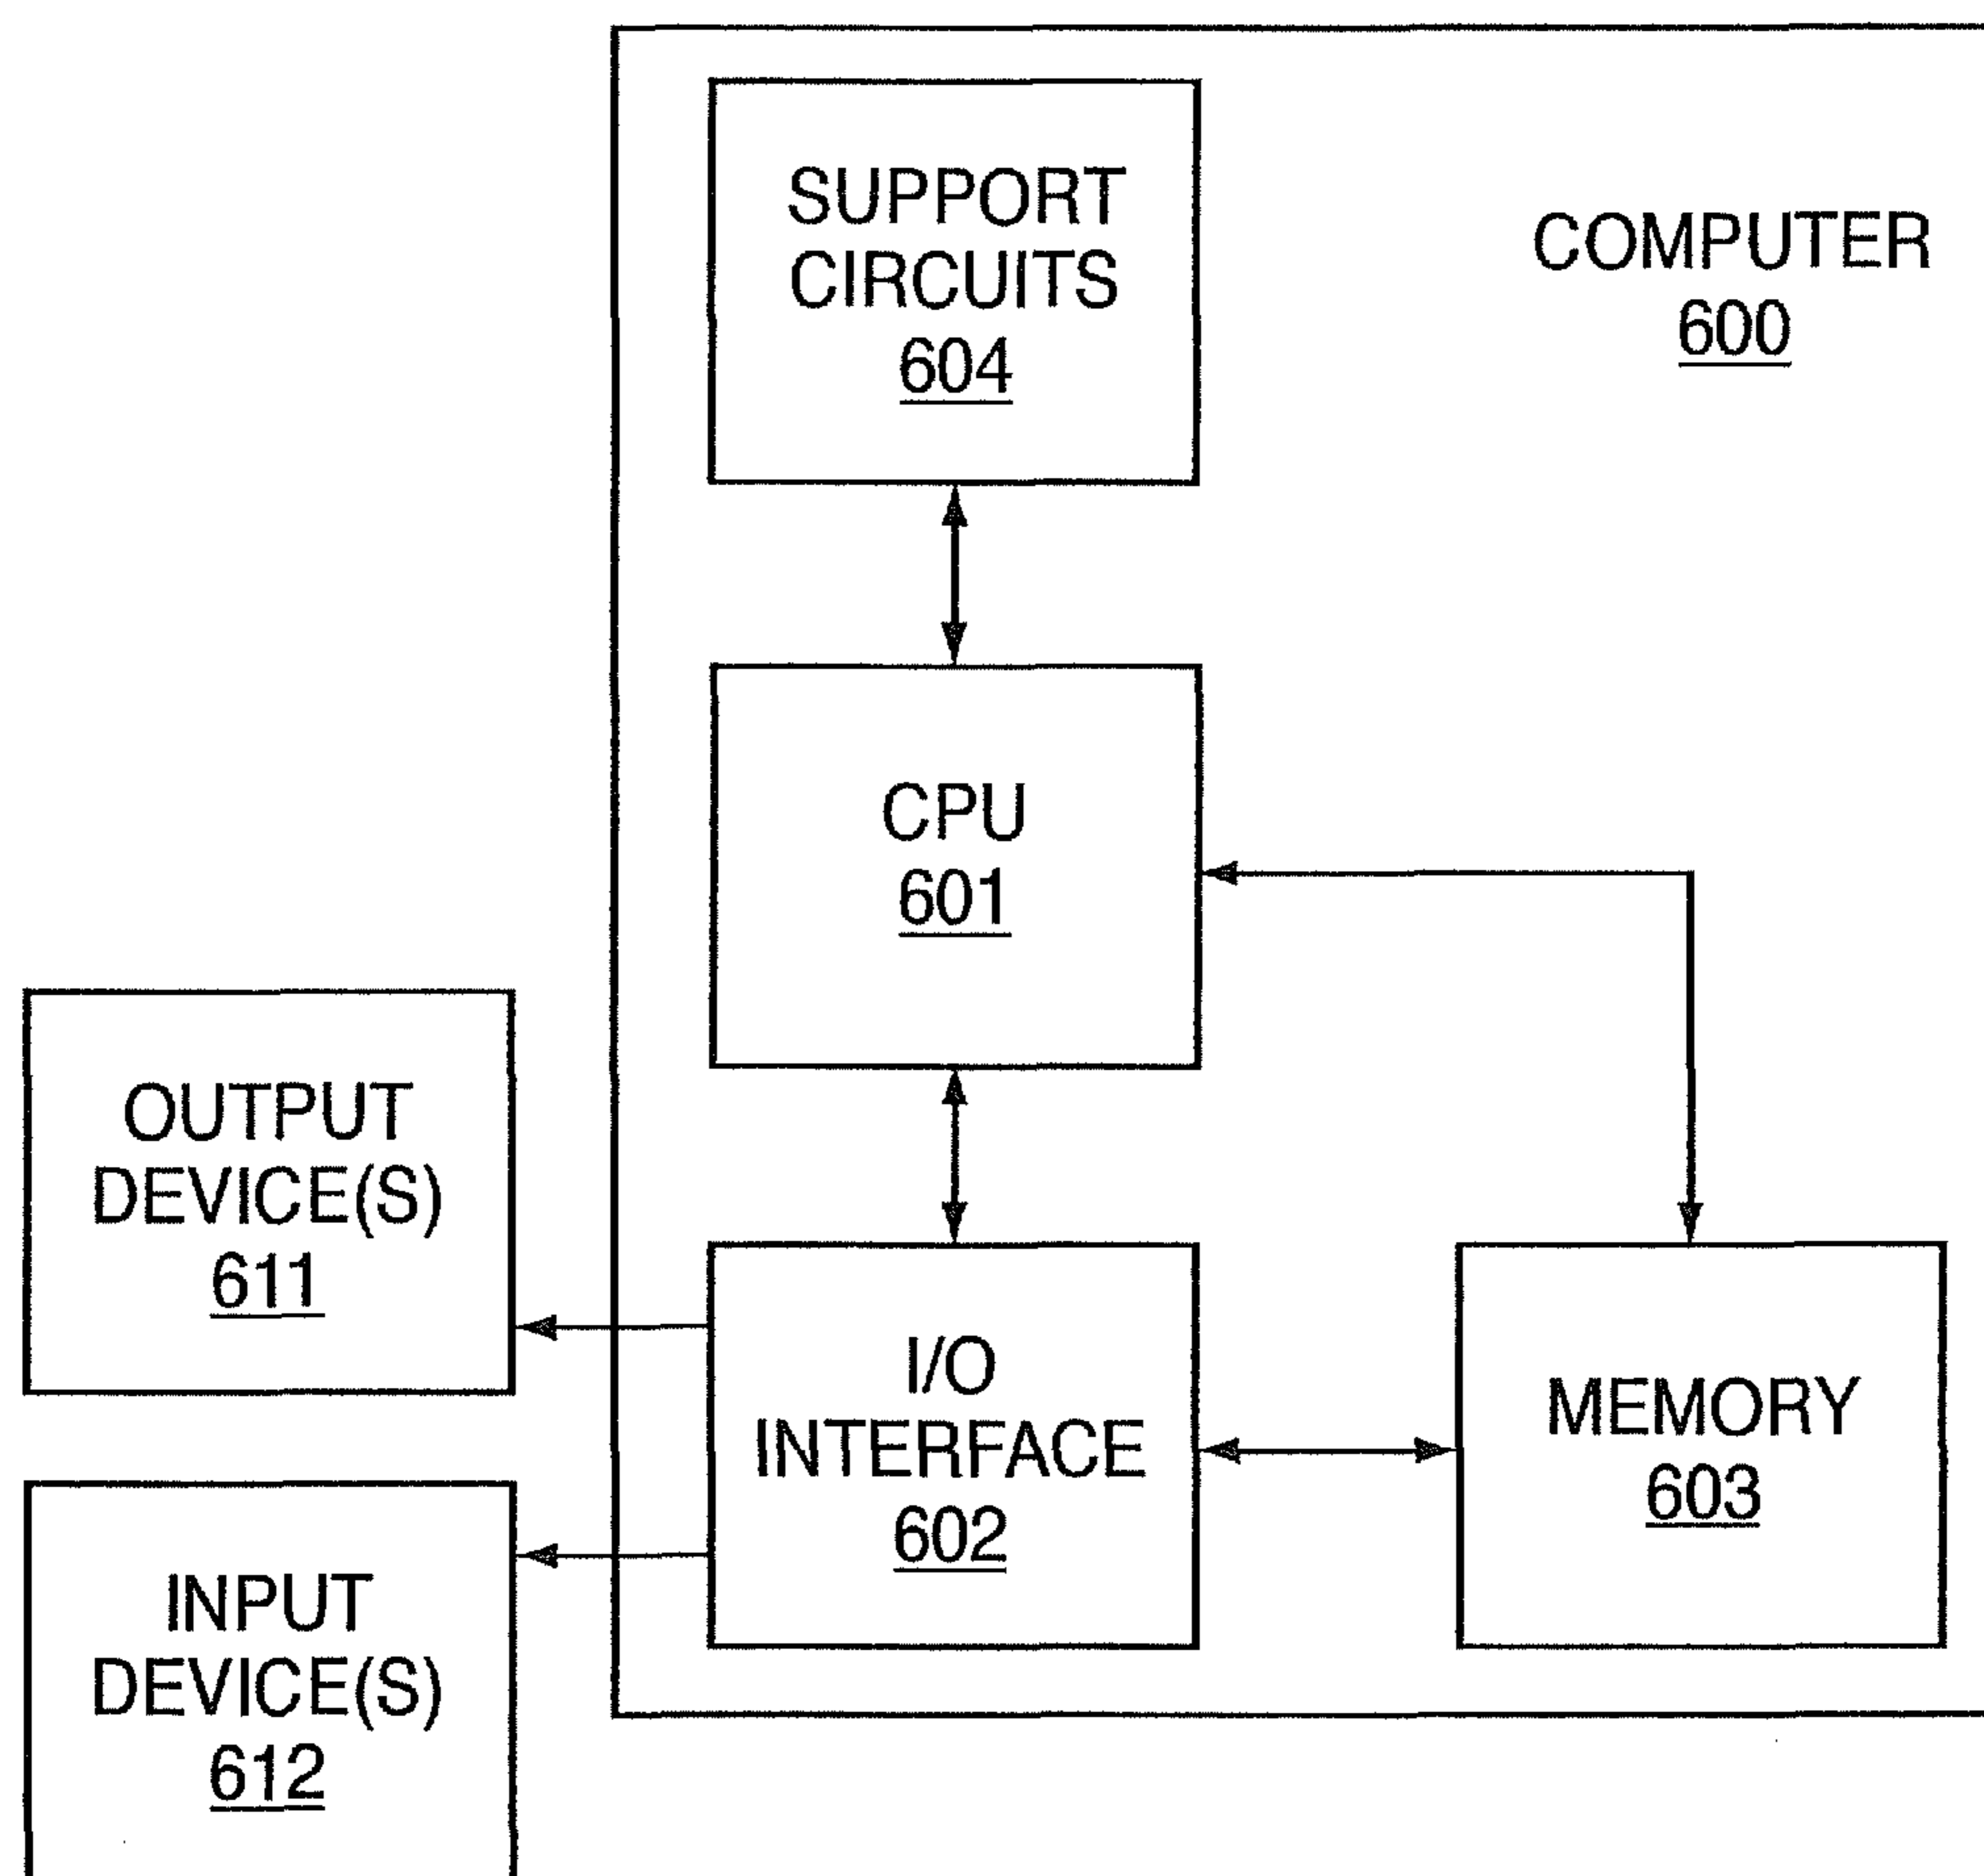 SUPPORT
CIRCUITS
604
COMPUTER
600
CPU
601
OUTPUT
DEVICE(S)
611
I/O
INTERFACE
602
MEMORY
603
INPUT
DEVICE(S)
612